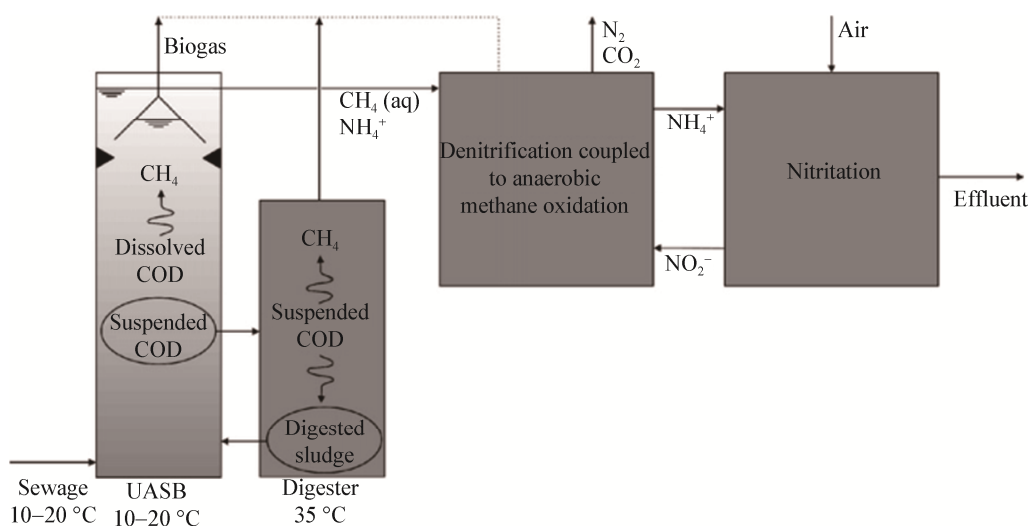 Biogas
CH₄ (aq)
NH₄⁺
N₂
CO₂
Air
CH₄
Dissolved
COD
Suspended
COD
CH₄
Suspended
COD
Digested
sludge
Denitrification coupled
to anaerobic
methane oxidation
NH₄⁺
NO₂⁻
Nitritation
Effluent
Sewage
10–20 °C
UASB
10–20 °C
Digester
35 °C